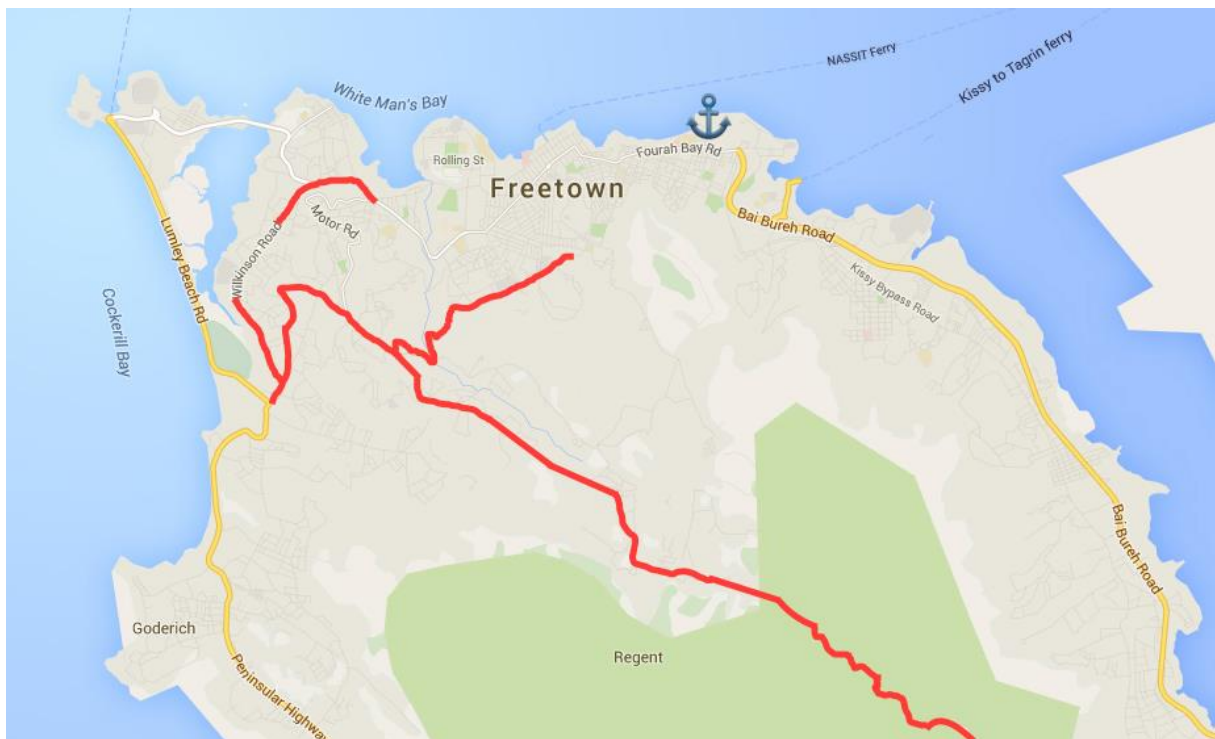 NASSIT Ferry
Kissy to Tagrin ferry
White Man's Bay
Fourah Bay Rd
Rolling St
Freetown
Motor Rd
Wilkinson Road
Lumley Beach Rd
Bai Bureh Road
Kissy Bypass Road
Cockerill Bay
Bai Bureh Road
Goderich
Regent
Peninsular Highway